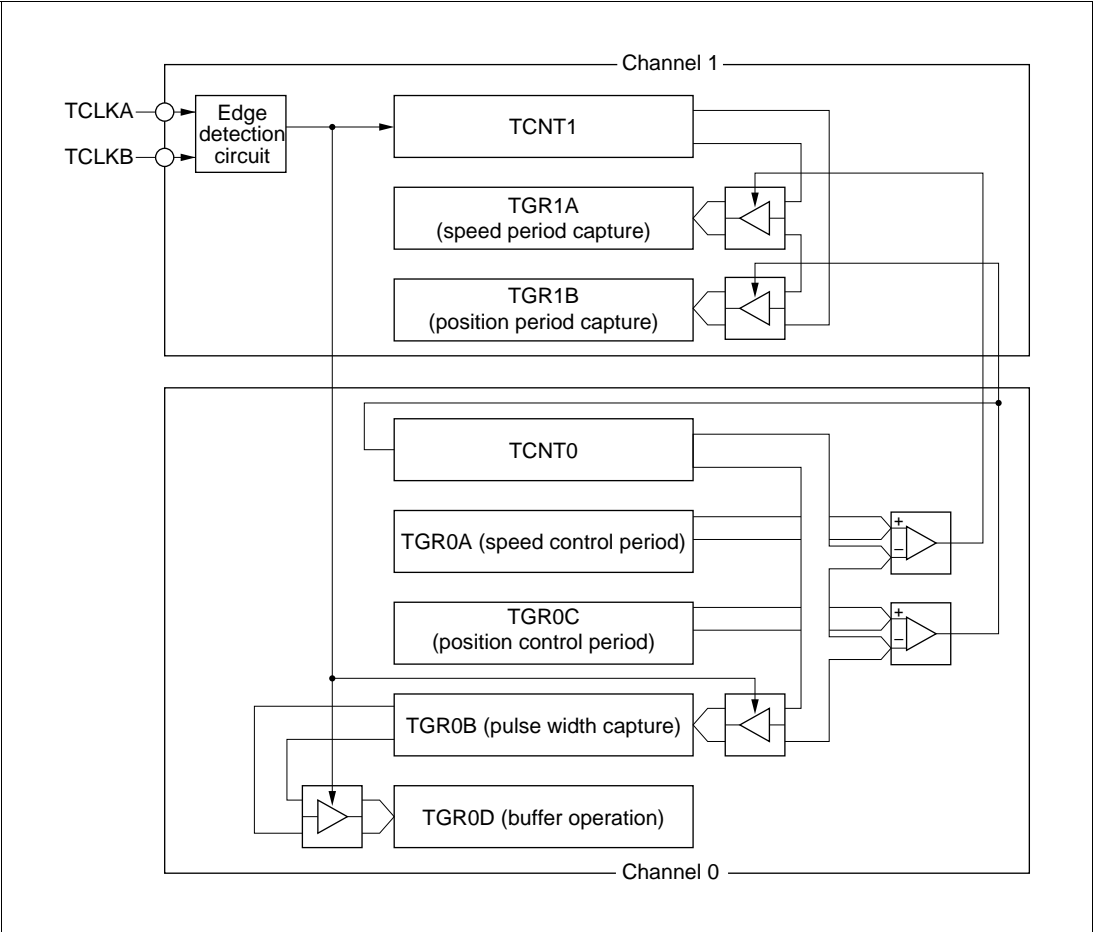 Channel 1
TCLKA
TCLKB
Edge
detection
circuit
TCNT1
TGR1A
(speed period capture)
TGR1B
(position period capture)
TCNT0
TGR0A (speed control period)
+
–
TGR0C
(position control period)
+
–
TGR0B (pulse width capture)
TGR0D (buffer operation)
Channel 0